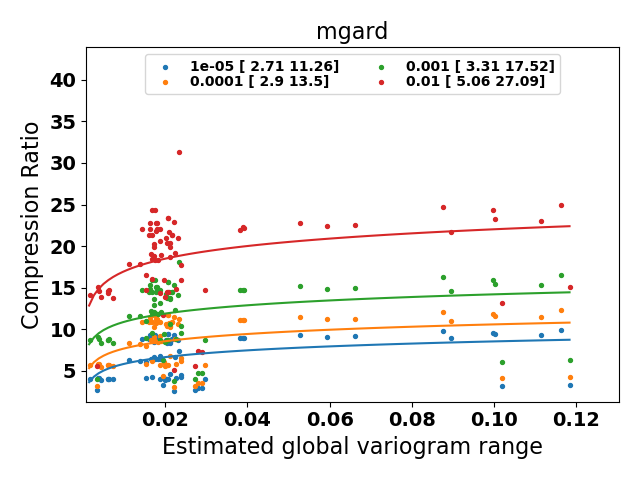 mgard
1e-05 [ 2.71 11.26]
0.0001 [ 2.9 13.5]
0.001 [ 3.31 17.52]
0.01 [ 5.06 27.09]
Compression Ratio
40
35
30
25
20
15
10
5
0.02 0.04 0.06 0.08 0.10 0.12
Estimated global variogram range